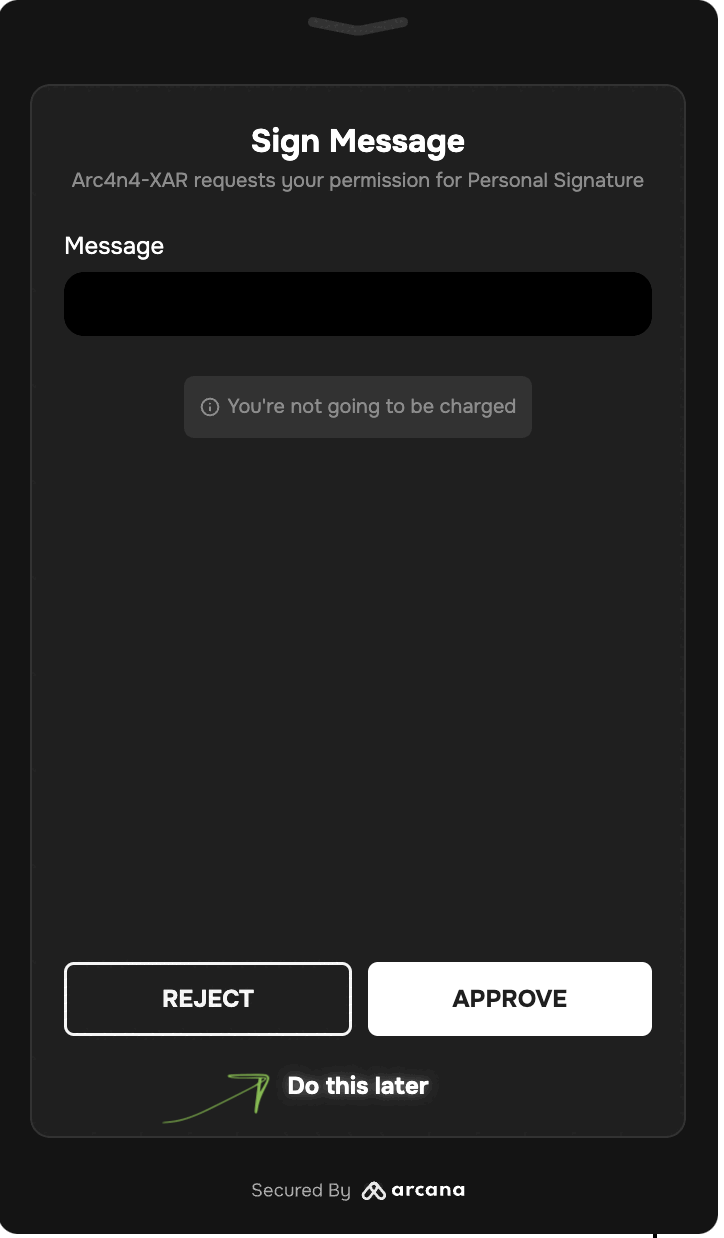 Sign Message
Arc4n4-XAR requests your permission for Personal Signature
Message
You're not going to be charged
REJECT
APPROVE
Do this later
Secured By arcana